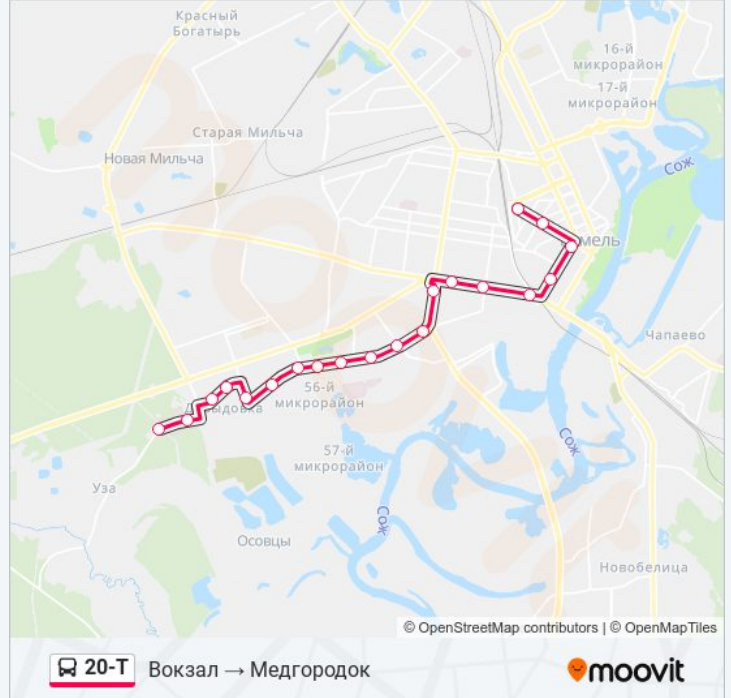 Красный
Богатырь
16-й
микрорайон
17-й
микрорайон
Старая Мильча
Новая Мильча
Сож
мель
Чапаево
56-й
микрорайон
57-й
микрорайон
Сож
Уза
Сож
Осовцы
Новобелица
© OpenStreetMap contributors | © OpenMapTiles
20-Т Вокзал → Медгородок
moovit